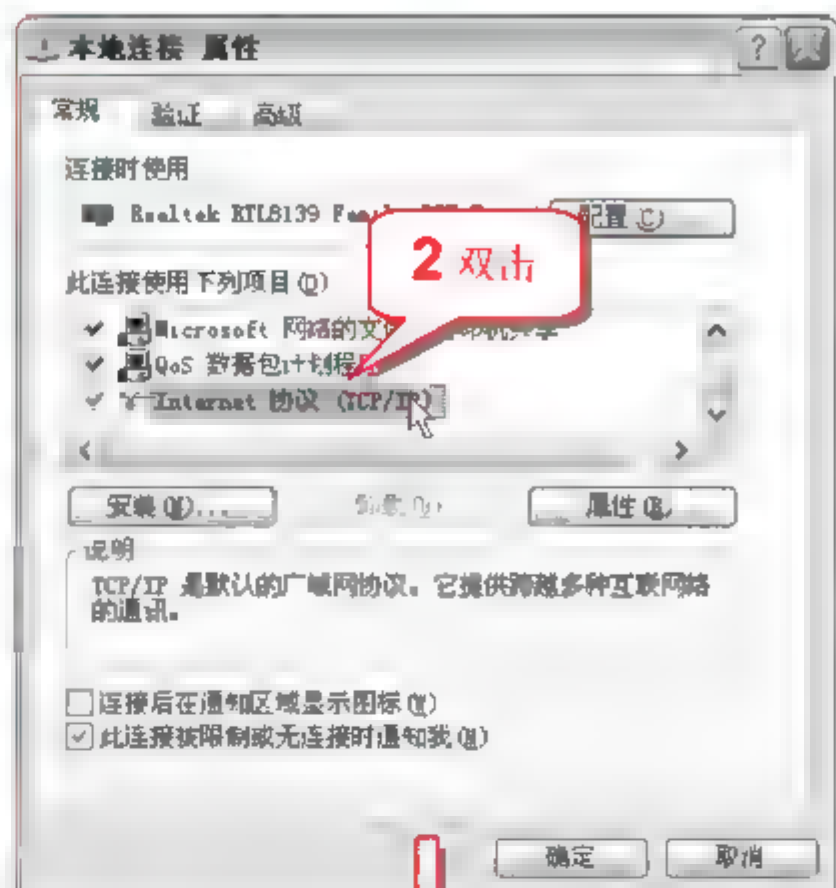 本地连接 属性
常规 验证 高级
连接时使用
Realtek RTL8139 配置(C)
2 双击
此连接使用下列项目(O)
Microsoft 网络的文
QoS 数据包计划程序
Internet 协议 (TCP/IP)
安装(N)... 卸载(U) 属性(R)
说明
TCP/IP 是默认的广域网协议。它提供跨越多种互联网络
的通讯。
连接后在通知区域显示图标(W)
此连接被限制或无连接时通知我(M)
确定 取消